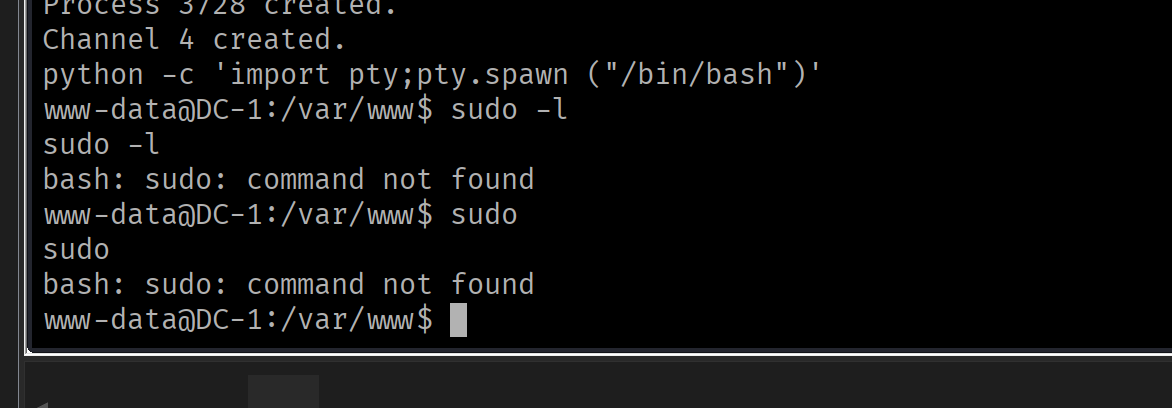 Process 3728 created.
Channel 4 created.
python -c 'import pty;pty.spawn ("/bin/bash")'
www-data@DC-1:/var/www$ sudo -l
sudo -l
bash: sudo: command not found
www-data@DC-1:/var/www$ sudo
sudo
bash: sudo: command not found
www-data@DC-1:/var/www$